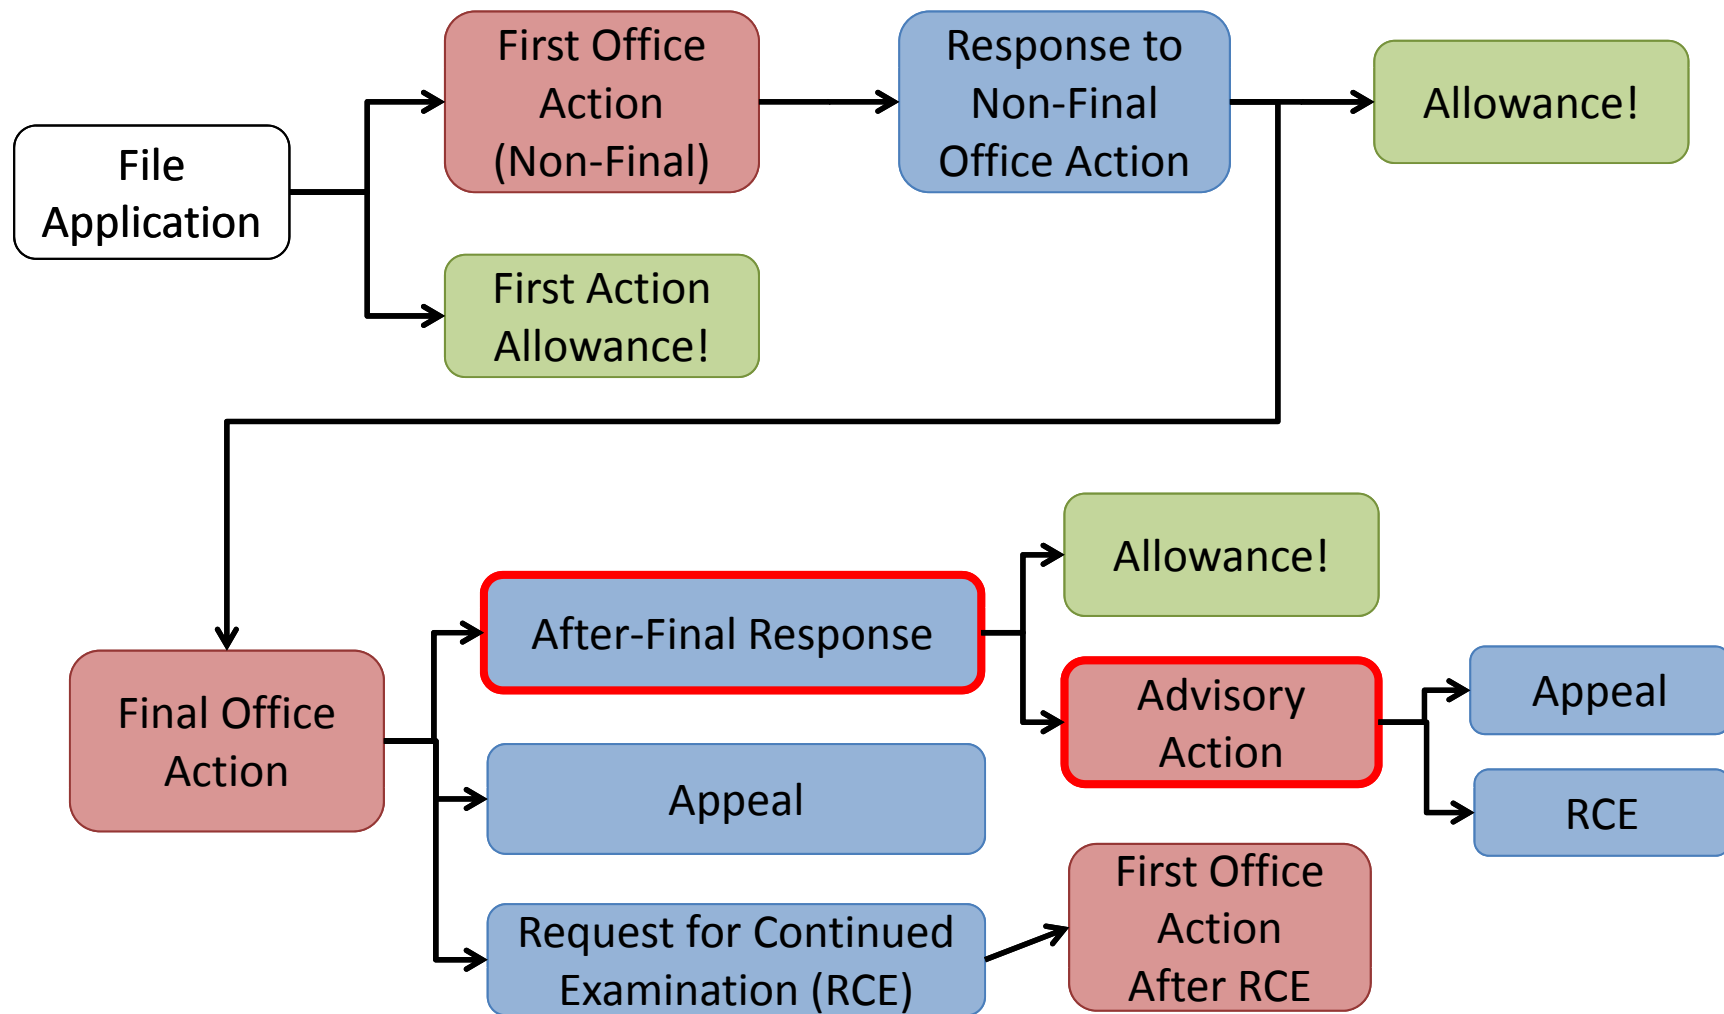 File
Application
First Office
Action
(Non-Final)
Response to
Non-Final
Office Action
Allowance!
First Action
Allowance!
Final Office
Action
After-Final Response
Allowance!
Advisory
Action
Appeal
RCE
Appeal
Request for Continued
Examination (RCE)
First Office
Action
After RCE